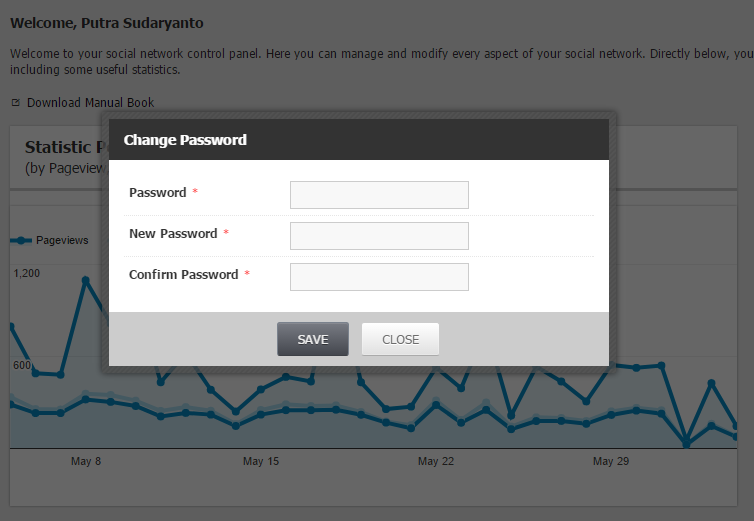 Welcome, Putra Sudaryanto
Welcome to your social network control panel. Here you can manage and modify every aspect of your social network. Directly below, you
including some useful statistics.
Download Manual Book
Statistic P
(by Pageview
Change Password
Password *
New Password *
Confirm Password *
SAVE CLOSE
Pageviews
1,200
600
May 8 May 15 May 22 May 29